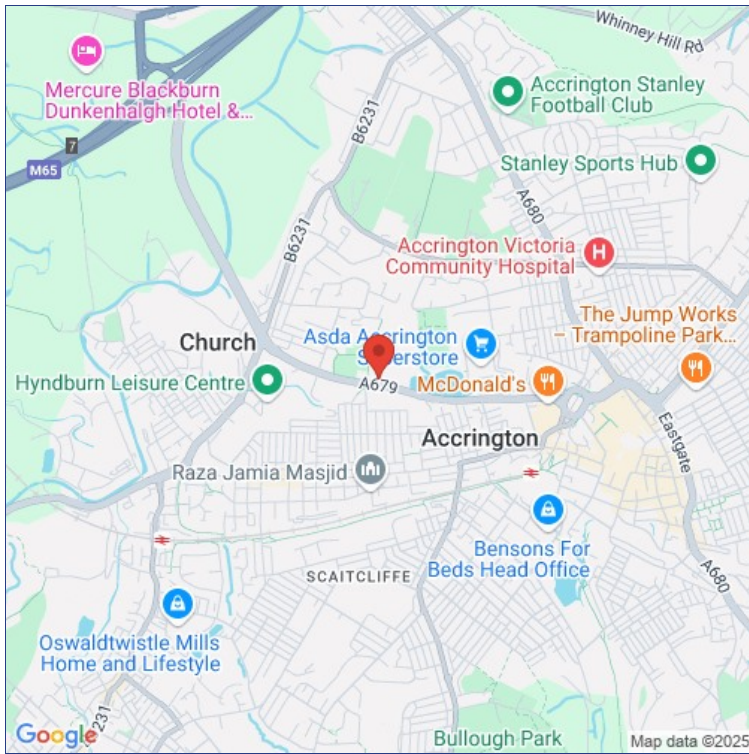 Whinney Hill Rd
Mercure Blackburn
Dunkenhalgh Hotel &...
7
M65
B6231
Accrington Stanley
Football Club
Stanley Sports Hub
A680
B6231
Accrington Victoria
Community Hospital
H
The Jump Works
– Trampoline Park...
Church
Asda Accrington
Superstore
Hyndburn Leisure Centre
A679
McDonald's
Accrington
Eastgate
Raza Jamia Masjid
Bensons For
Beds Head Office
SCAITCLIFFE
A680
Oswaldtwistle Mills
Home and Lifestyle
6231
Google
Bullough Park
Map data ©2025